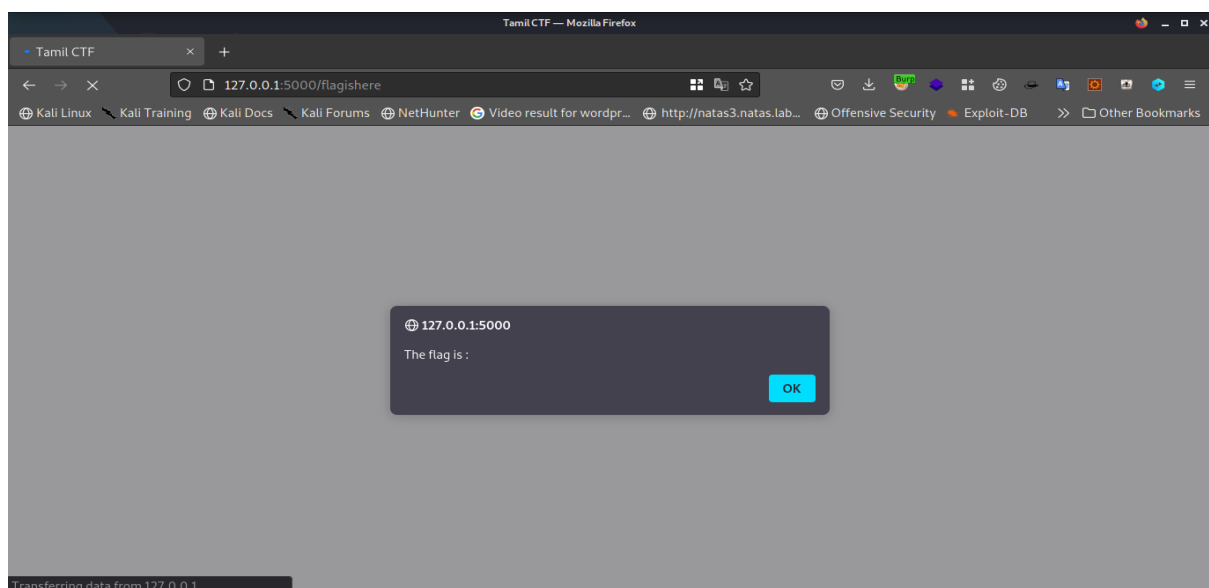 TamilCTF — Mozilla Firefox
Tamil CTF
127.0.0.1:5000/flagishere
Burp
Kali Linux Kali Training Kali Docs Kali Forums NetHunter Video result for wordpr... http://natas3.natas.lab... Offensive Security Exploit-DB Other Bookmarks
127.0.0.1:5000
The flag is :
OK
Transferring data from 127.0.0.1